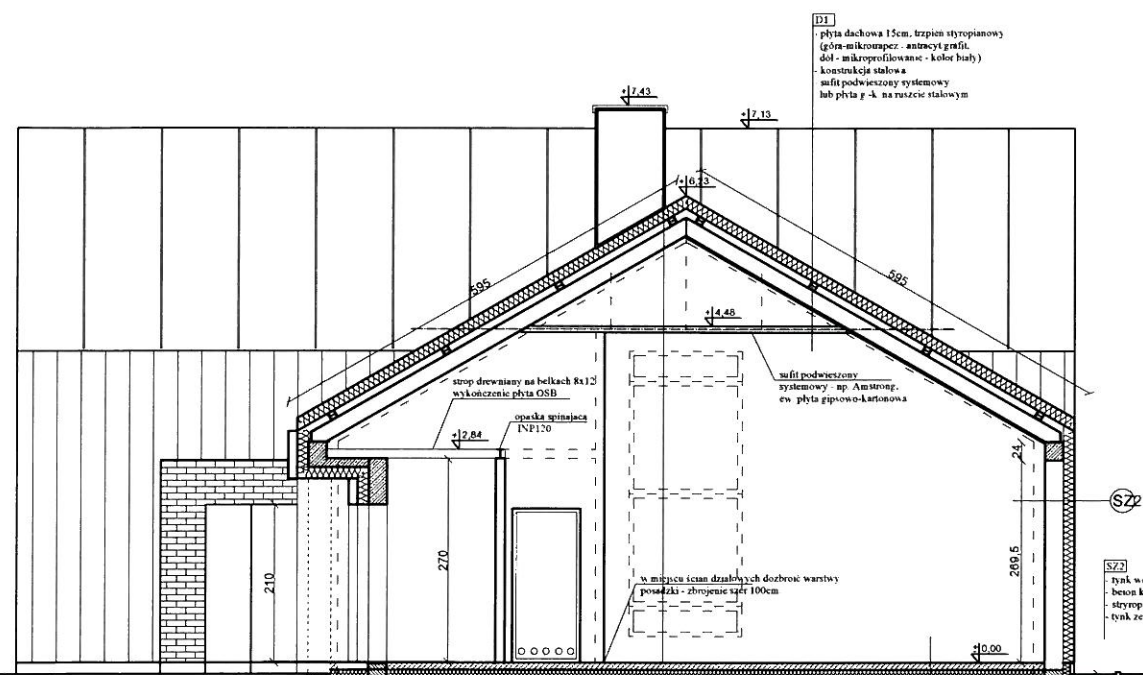 D1
- płyta dachowa 15cm, trzpień styropianowy
(góra-mikrotrapez - antracyt grafit,
dół - mikroprofilowanie - kolor biały)
- konstrukcja stalowa
sufit podwieszony systemowy
lub płyta g -k na ruszcie stalowym
+7,43
+7,13
+6,23
595
595
+4,48
sufit podwieszony
systemowy - np. Amstrong,
ew płyta gipsowo-kartonowa
strop drewniany na belkach 8x12
wykończenie płyta OSB
opaska spinająca
INP120
+2,84
24
SZ2
270
269,5
210
SZ2
- tynk
- beton
- tynk
w miejscu ścian działowych dozbroić warstwy
posadzki - zbrojenie szer 100cm
+0,00